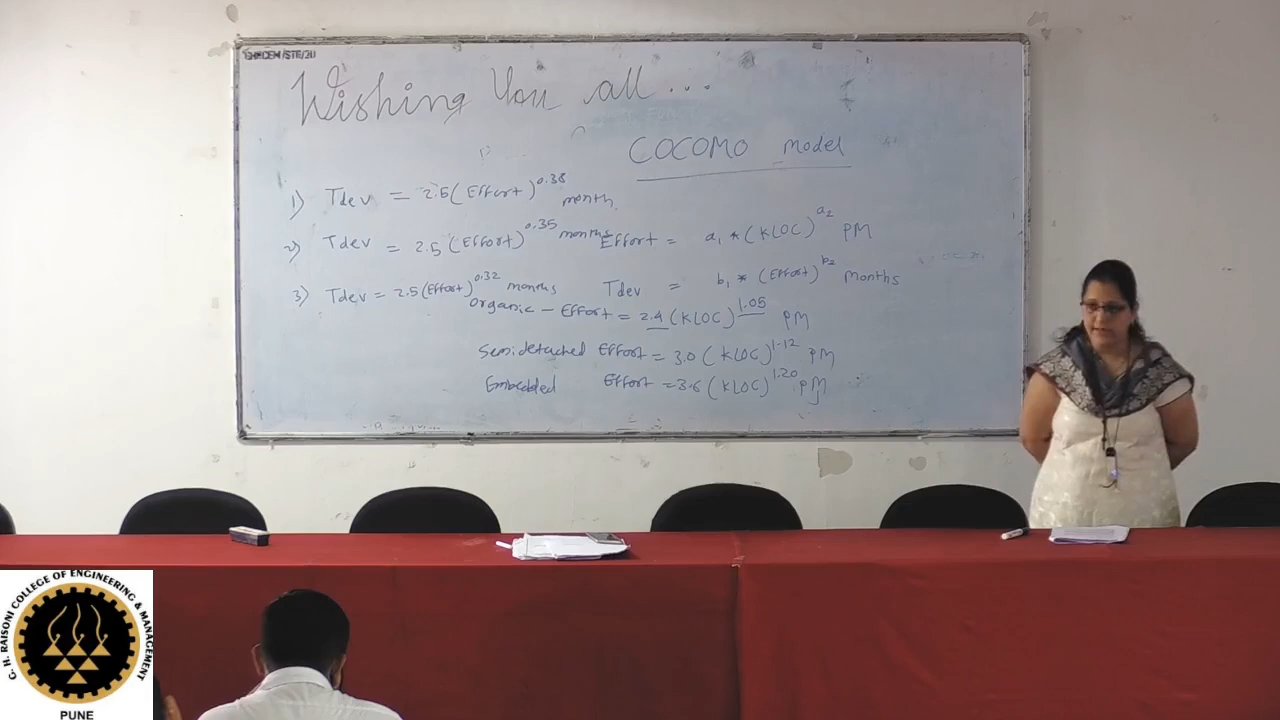 GHRCEM/STE/20
Wishing You all...
COCOMO model
1) Tdev = 2.5 (Effort)^0.38 month.
2) Tdev = 2.5 (Effort)^0.35 months
Effort = a₁ * (KLOC)^a₂ PM
3) Tdev = 2.5 (Effort)^0.32 months
Tdev = b₁ * (Effort)^b₂ Months
Organic - Effort = 2.4 (KLOC)^1.05 PM
Semidetached Effort = 3.0 (KLOC)^1.12 PM
Embedded Effort = 3.6 (KLOC)^1.20 PM
G. H. RAISONI COLLEGE OF ENGINEERING & MANAGEMENT
PUNE